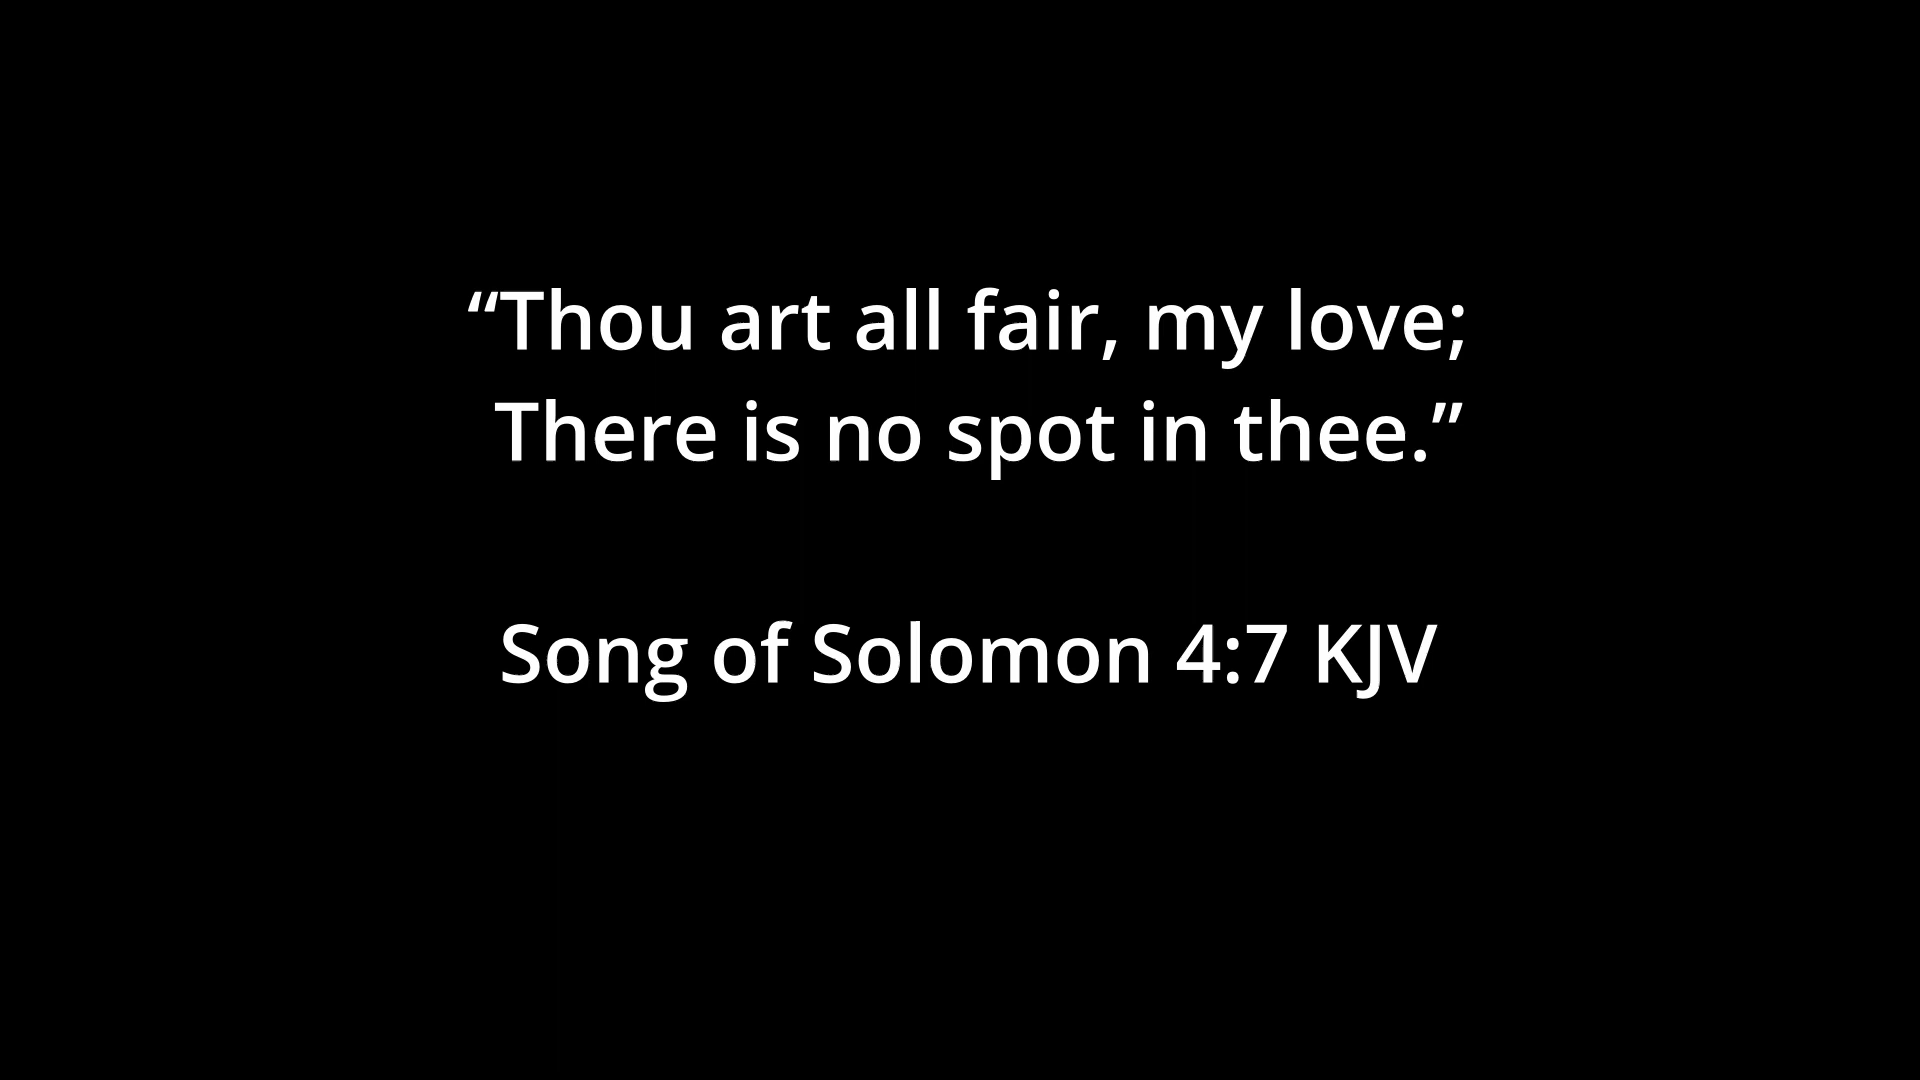 “Thou art all fair, my love;
There is no spot in thee.”
Song of Solomon 4:7 KJV